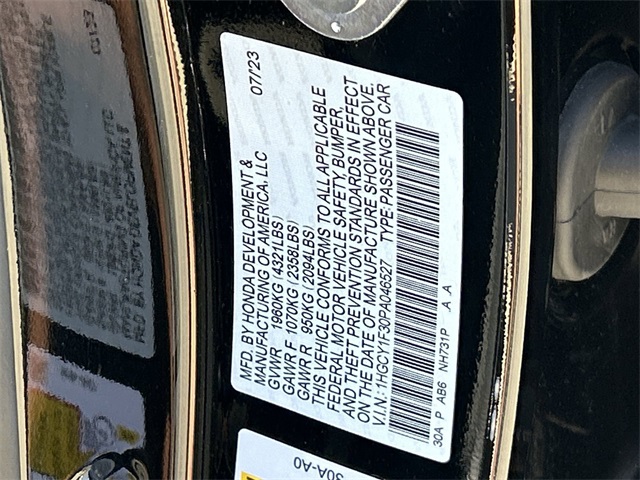 MFD. BY HONDA DEVELOPMENT & 07/23
MANUFACTURING OF AMERICA, LLC
GVWR 1960KG (4321LBS)
GAWR F 1070KG (2358LBS)
GAWR R 950KG (2094LBS)
THIS VEHICLE CONFORMS TO ALL APPLICABLE
FEDERAL MOTOR VEHICLE SAFETY, BUMPER,
AND THEFT PREVENTION STANDARDS IN EFFECT
ON THE DATE OF MANUFACTURE SHOWN ABOVE.
V.I.N.: 1HGCY1F30PA046527 TYPE:PASSENGER CAR
30A P AB6 NH731P .A .A
30A-A0